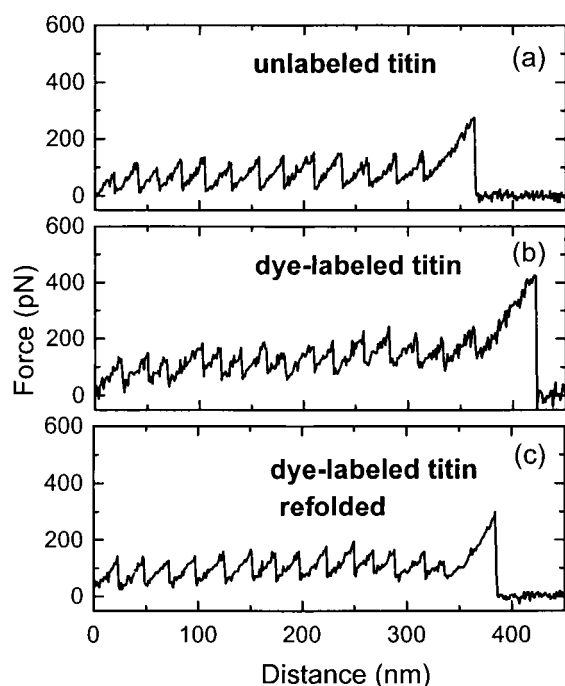 600
(a)
unlabeled titin
400
200
0
600
(b)
dye-labeled titin
400
200
0
Force (pN)
600
(c)
dye-labeled titin
refolded
400
200
0
0 100 200 300 400
Distance (nm)